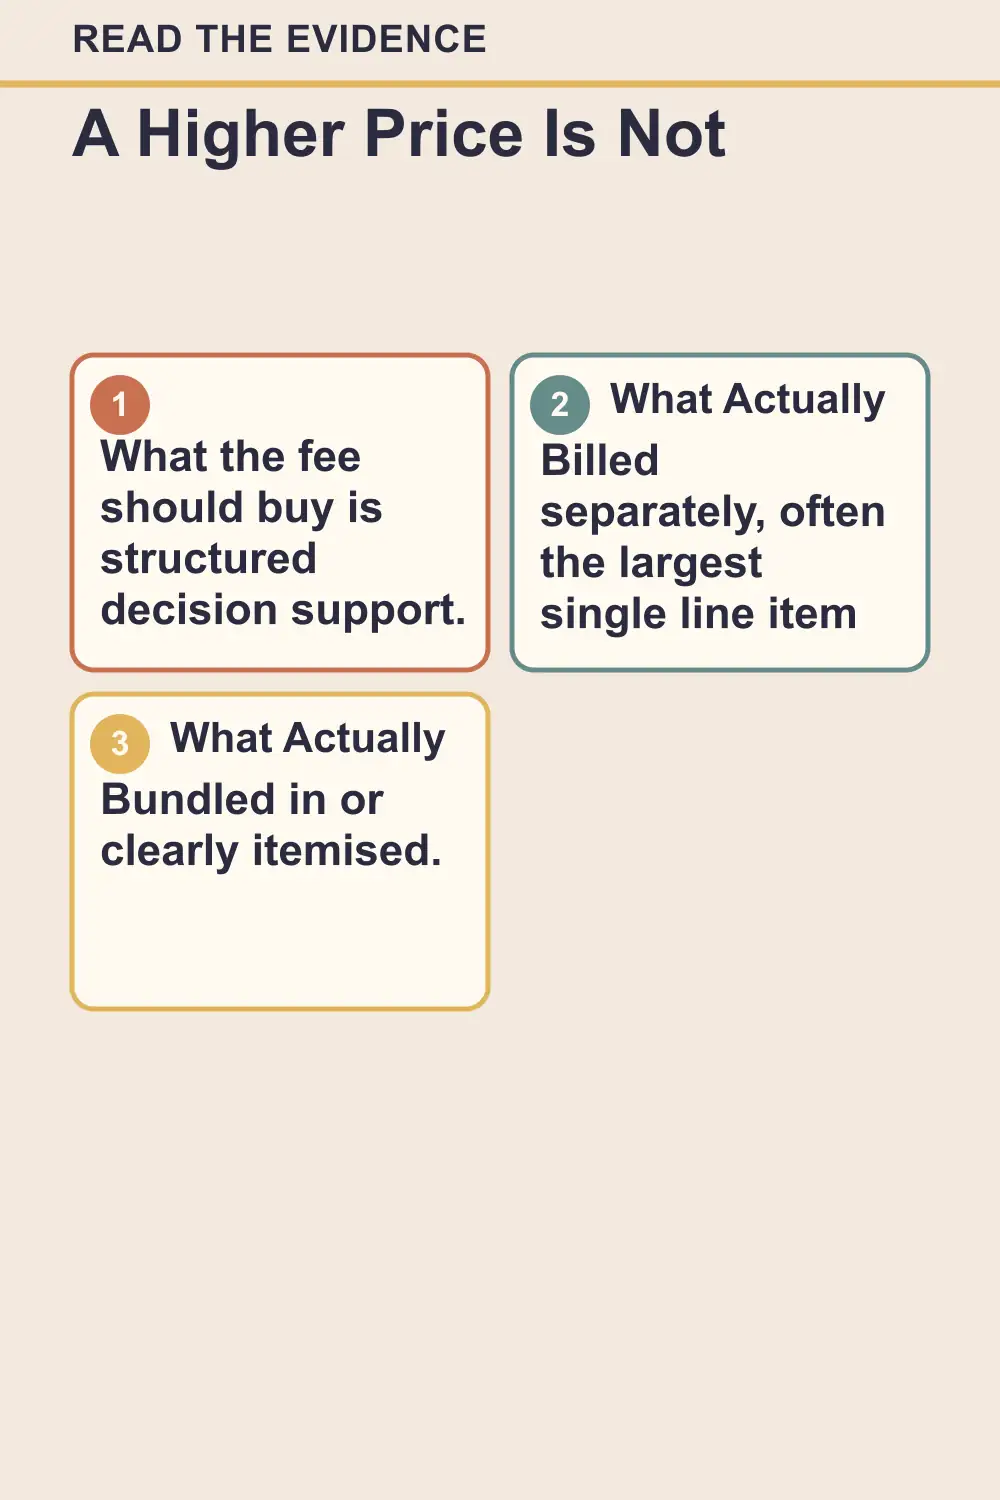 READ THE EVIDENCE
A Higher Price Is Not
1
What the fee
should buy is
structured
decision support.
2
What Actually
Billed
separately, often
the largest
single line item
3
What Actually
Bundled in or
clearly itemised.